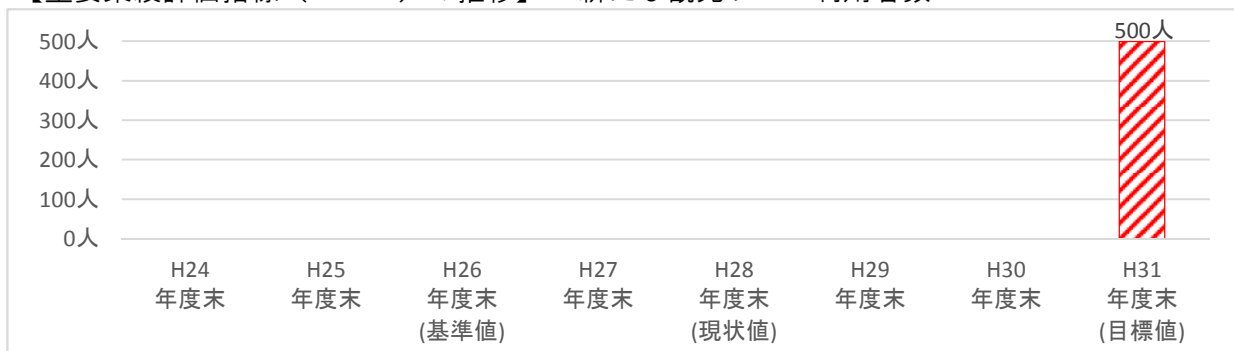 500人
500人
400人
300人
200人
100人
0人
H24 H25 H26 H27 H28 H29 H30 H31
年度末 年度末 年度末 年度末 年度末 年度末 年度末 年度末
(基準値) (現状値) (目標値)